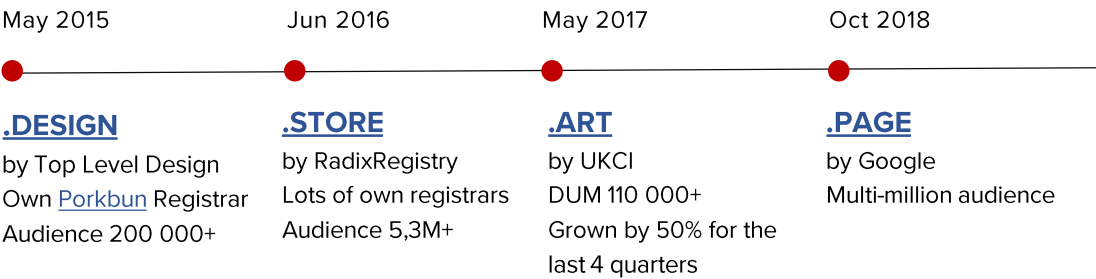 May 2015
Jun 2016
May 2017
Oct 2018
.DESIGN
by Top Level Design
Own Porkbun Registrar
Audience 200 000+
.STORE
by RadixRegistry
Lots of own registrars
Audience 5,3M+
.ART
by UKCI
DUM 110 000+
Grown by 50% for the
last 4 quarters
.PAGE
by Google
Multi-million audience